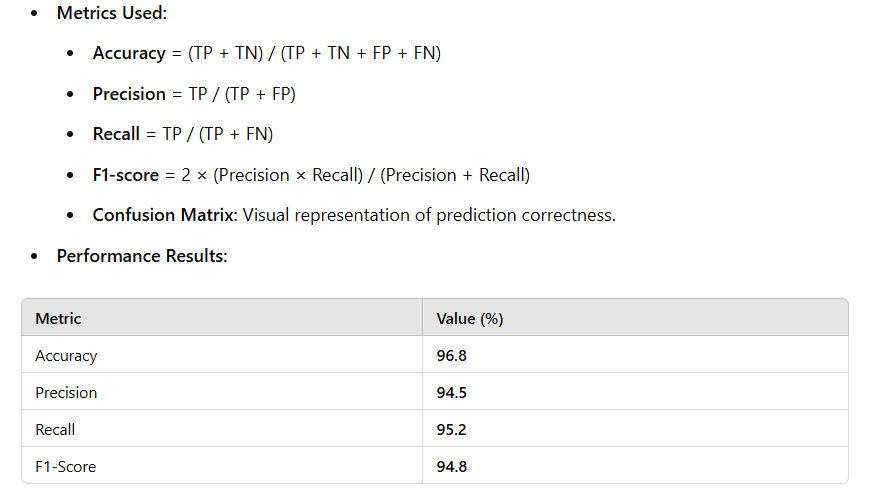 Metrics Used:
Accuracy = (TP + TN) / (TP + TN + FP + FN)
Precision = TP / (TP + FP)
Recall = TP / (TP + FN)
F1-score = 2 × (Precision × Recall) / (Precision + Recall)
Confusion Matrix: Visual representation of prediction correctness.
Performance Results:
Metric Value (%)
Accuracy 96.8
Precision 94.5
Recall 95.2
F1-Score 94.8